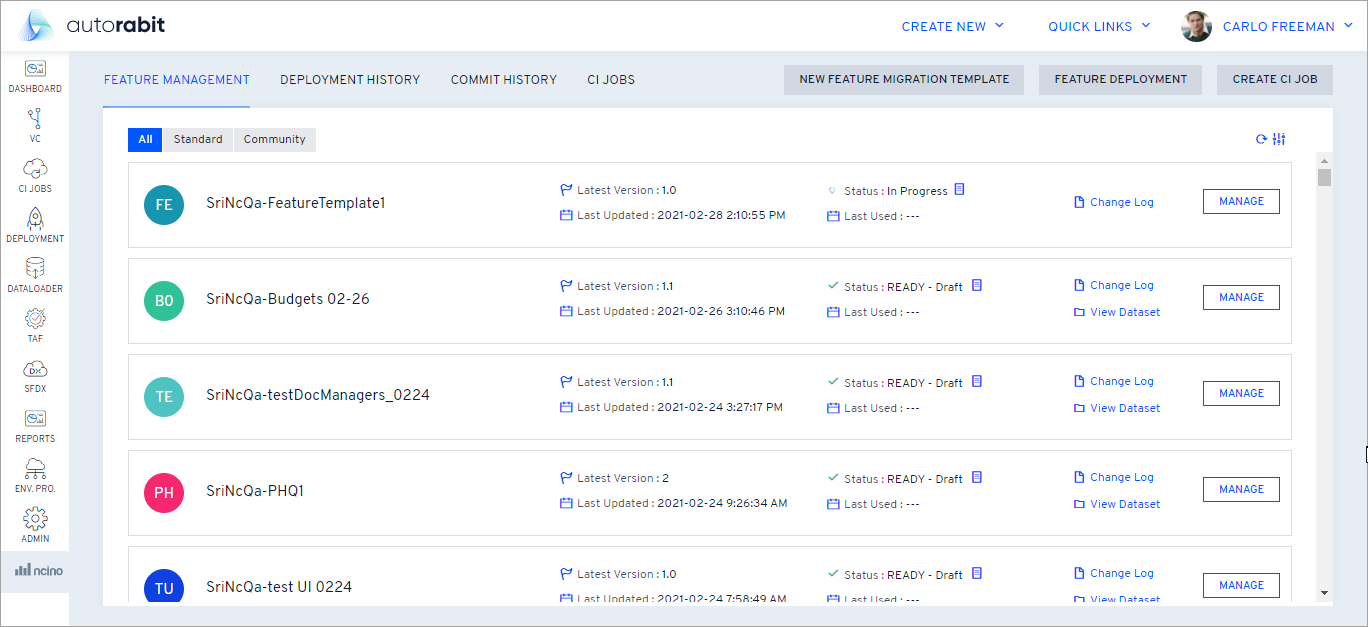 autorabit CREATE NEW QUICK LINKS CARLO FREEMAN
FEATURE MANAGEMENT DEPLOYMENT HISTORY COMMIT HISTORY CI JOBS NEW FEATURE MIGRATION TEMPLATE FEATURE DEPLOYMENT CREATE CI JOB
DASHBOARD
VC
CI JOBS
DEPLOYMENT
DATALOADER
TAF
SFDX
REPORTS
ENV. PRO.
ADMIN
ncino
All Standard Community
FE SriNcQa-FeatureTemplate1
Latest Version : 1.0
Last Updated : 2021-02-28 2:10:55 PM
Status : In Progress
Last Used : ---
Change Log
MANAGE
B0 SriNcQa-Budgets 02-26
Latest Version : 1.1
Last Updated : 2021-02-26 3:10:46 PM
Status : READY - Draft
Last Used : ---
Change Log
View Dataset
MANAGE
TE SriNcQa-testDocManagers_0224
Latest Version : 1.1
Last Updated : 2021-02-24 3:27:17 PM
Status : READY - Draft
Last Used : ---
Change Log
View Dataset
MANAGE
PH SriNcQa-PHQ1
Latest Version : 2
Last Updated : 2021-02-24 9:26:34 AM
Status : READY - Draft
Last Used : ---
Change Log
View Dataset
MANAGE
TU SriNcQa-test UI 0224
Latest Version : 1.0
Last Updated : 2021-02-24 7:58:49 AM
Status : READY - Draft
Last Used : ---
Change Log
View Dataset
MANAGE